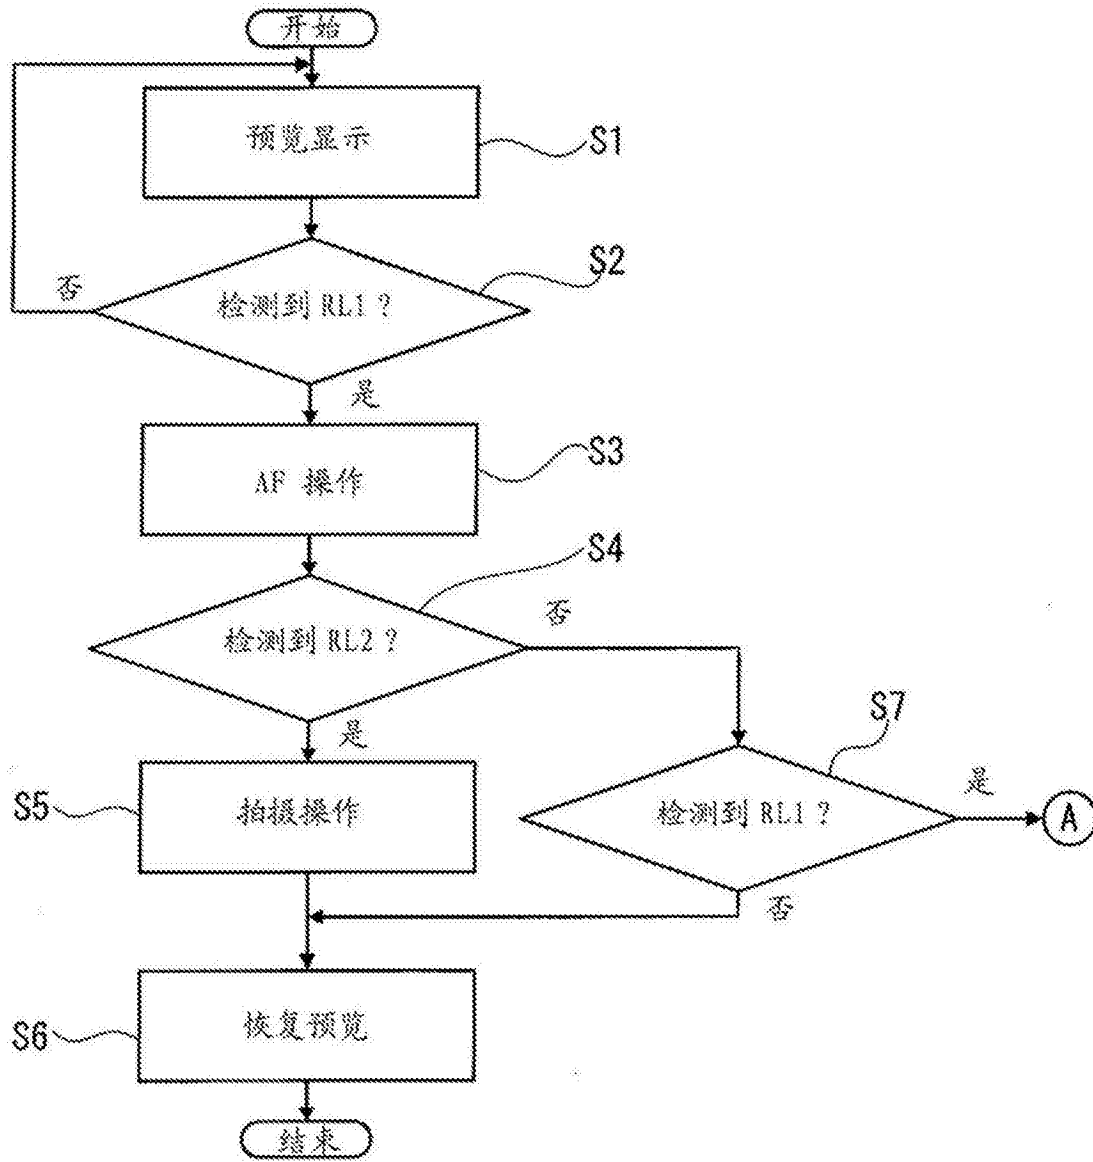 开始
预览显示
S1
S2
否
检测到 RL1 ?
是
AF 操作
S3
S4
检测到 RL2 ?
否
是
S7
S5
拍摄操作
检测到 RL1 ?
是
A
否
S6
恢复预览
结束